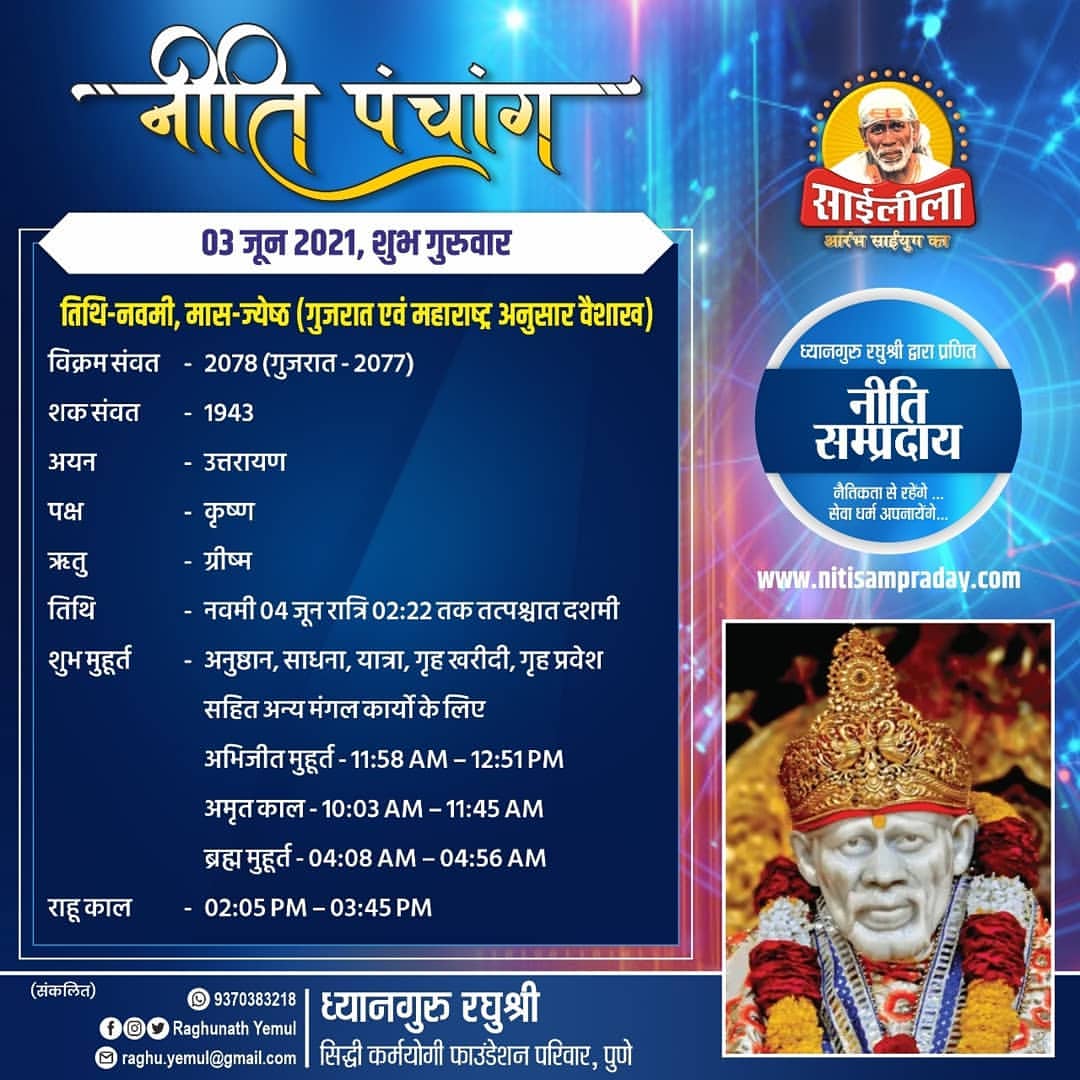 नीति पंचांग
साईलीला
आरंभ साईयुग का
03 जून 2021, शुभ गुरुवार
तिथि-नवमी, मास-ज्येष्ठ (गुजरात एवं महाराष्ट्र अनुसार वैशाख)
विक्रम संवत - 2078 (गुजरात - 2077)
शक संवत - 1943
अयन - उत्तरायण
पक्ष - कृष्ण
ऋतु - ग्रीष्म
तिथि - नवमी 04 जून रात्रि 02:22 तक तत्पश्चात दशमी
शुभ मुहूर्त - अनुष्ठान, साधना, यात्रा, गृह खरीदी, गृह प्रवेश
सहित अन्य मंगल कार्यो के लिए
अभिजीत मुहूर्त - 11:58 AM – 12:51 PM
अमृत काल - 10:03 AM – 11:45 AM
ब्रह्म मुहूर्त - 04:08 AM – 04:56 AM
राहू काल - 02:05 PM – 03:45 PM
ध्यानगुरु रघुश्री द्वारा प्रणित
नीति
सम्प्रदाय
नैतिकता से रहेंगे ...
सेवा धर्म अपनायेंगे...
www.nitisampraday.com
(संकलित)
9370383218
Raghunath Yemul
raghu.yemul@gmail.com
ध्यानगुरु रघुश्री
सिद्धी कर्मयोगी फाउंडेशन परिवार, पुणे